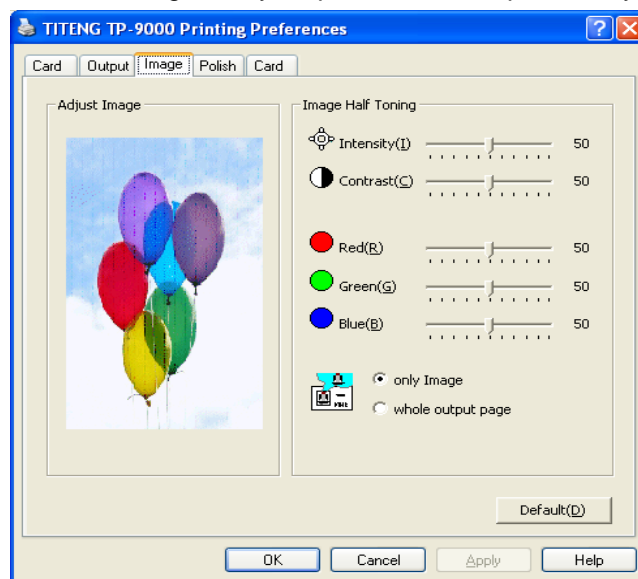 TITENG TP-9000 Printing Preferences
Card Output Image Polish Card
Adjust Image
Image Half Toning
Intensity(I) 50
Contrast(C) 50
Red(R) 50
Green(G) 50
Blue(B) 50
only Image
whole output page
Default(D)
OK Cancel Apply Help